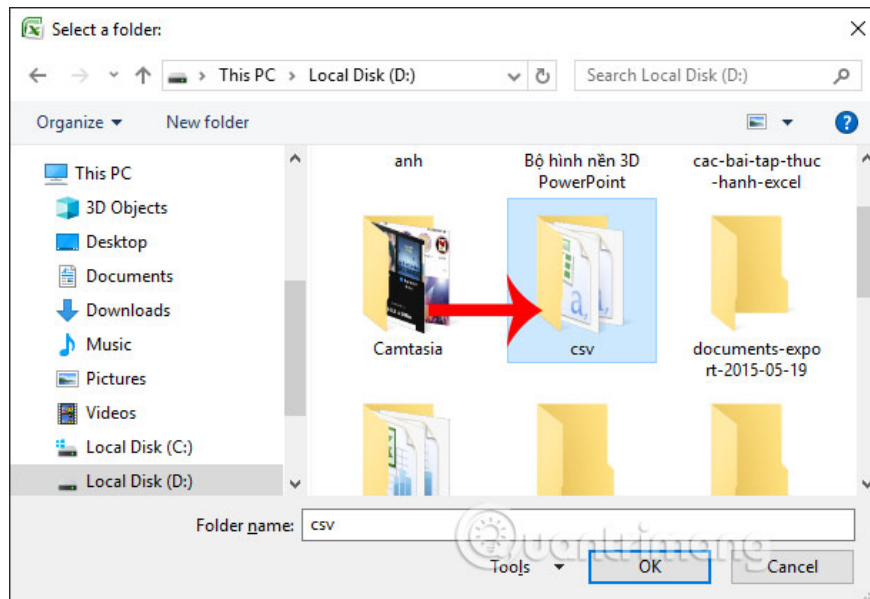 Select a folder:
This PC > Local Disk (D:)
Search Local Disk (D:)
Organize
New folder
This PC
3D Objects
Desktop
Documents
Downloads
Music
Pictures
Videos
Local Disk (C:)
Local Disk (D:)
anh
Bộ hình nền 3D
PowerPoint
cac-bai-tap-thuc
-hanh-excel
Camtasia
csv
documents-expo
rt-2015-05-19
Folder name: csv
Quantrimang
Tools
OK
Cancel